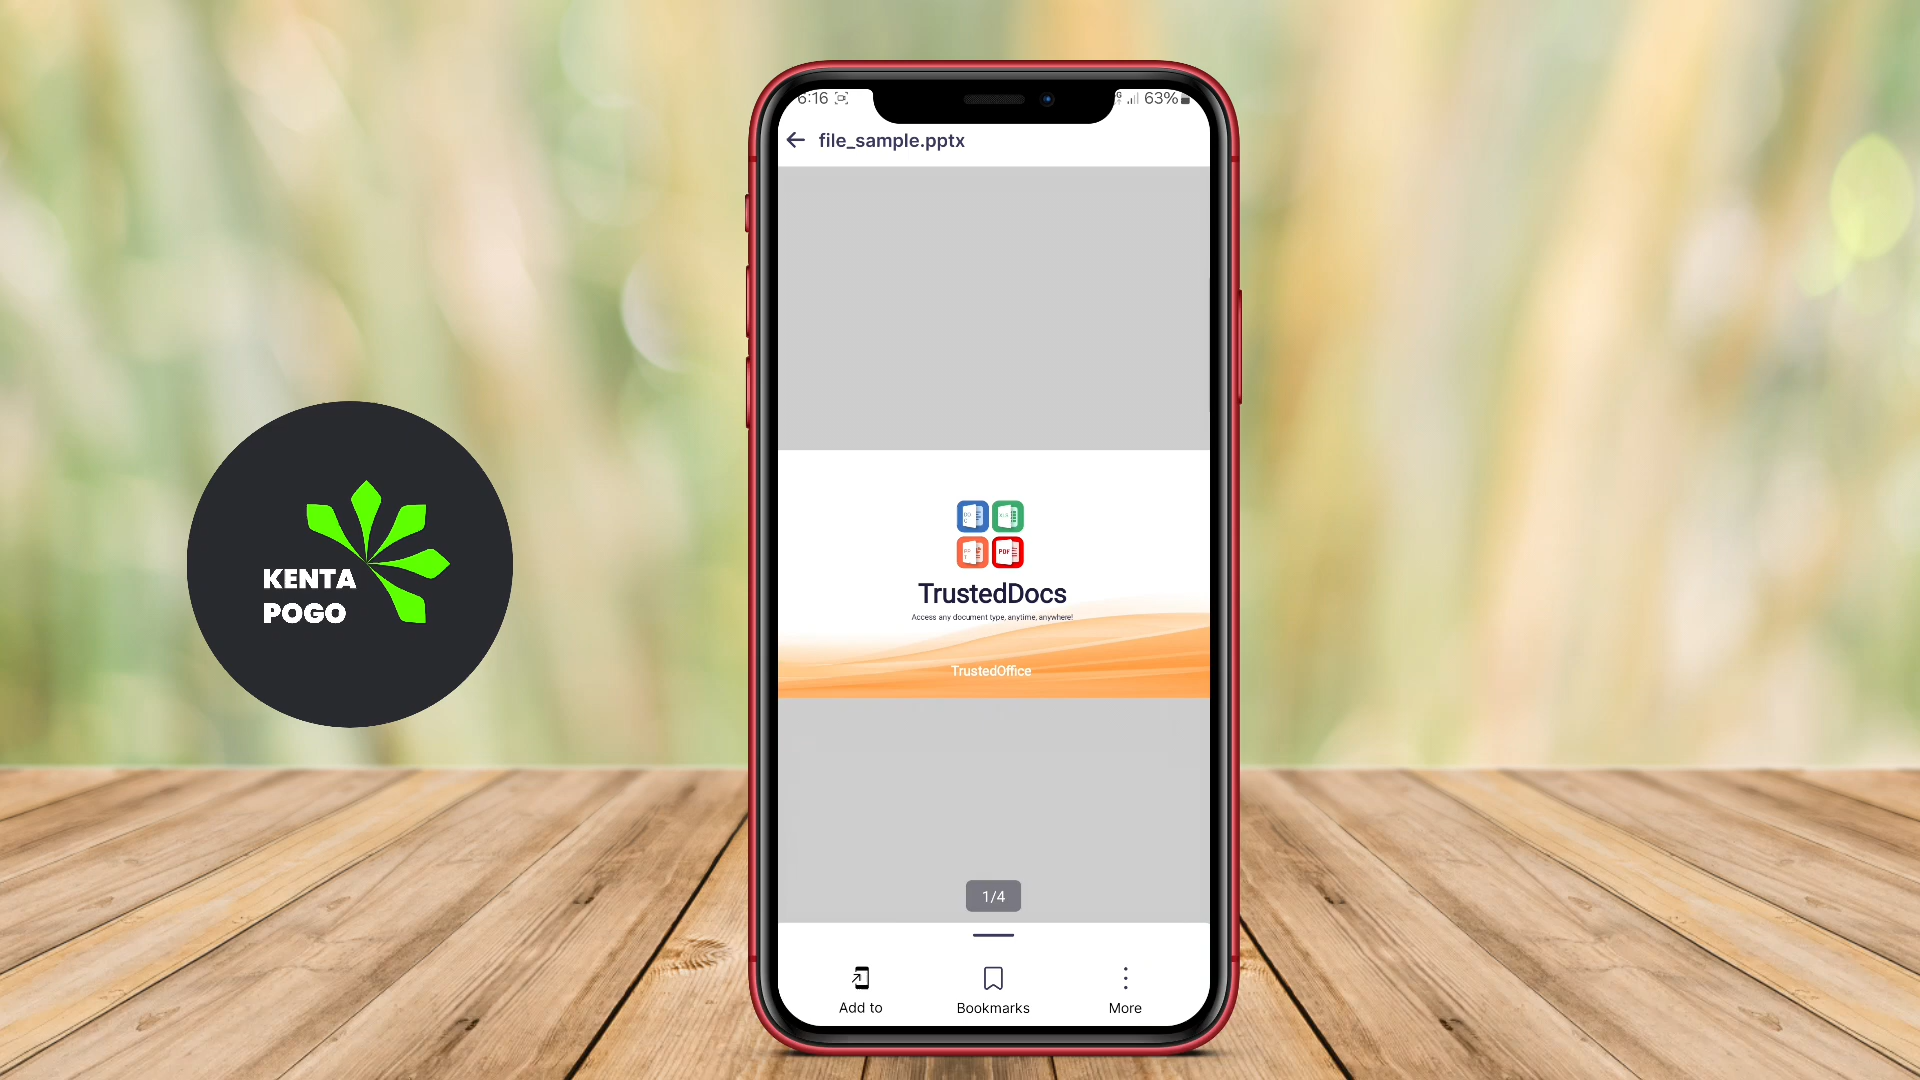 6:16
63%
file_sample.pptx
PDF
TrustedDocs
Access any document type, anytime, anywhere!
TrustedOffice
KENTA
POGO
1/4
Add to
Bookmarks
More